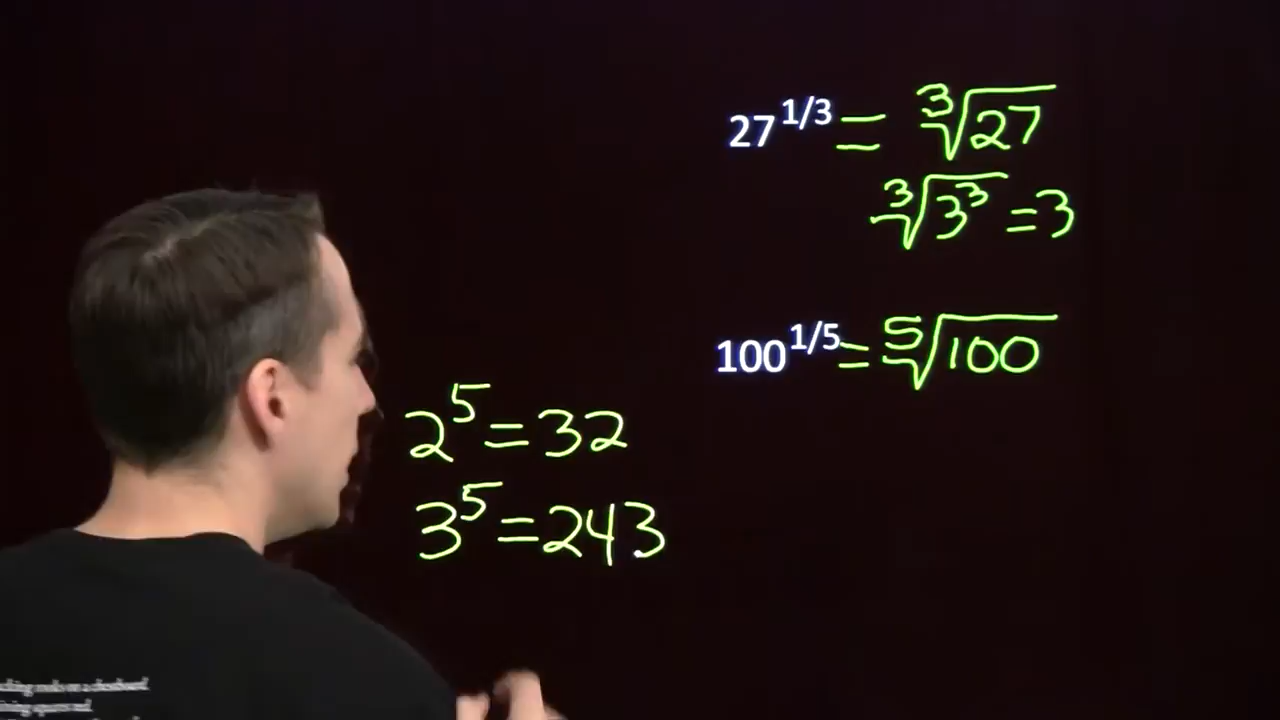 27^{1/3} = ∛27
∛3³ = 3
100^{1/5} = ⁵√100
2⁵ = 32
3⁵ = 243